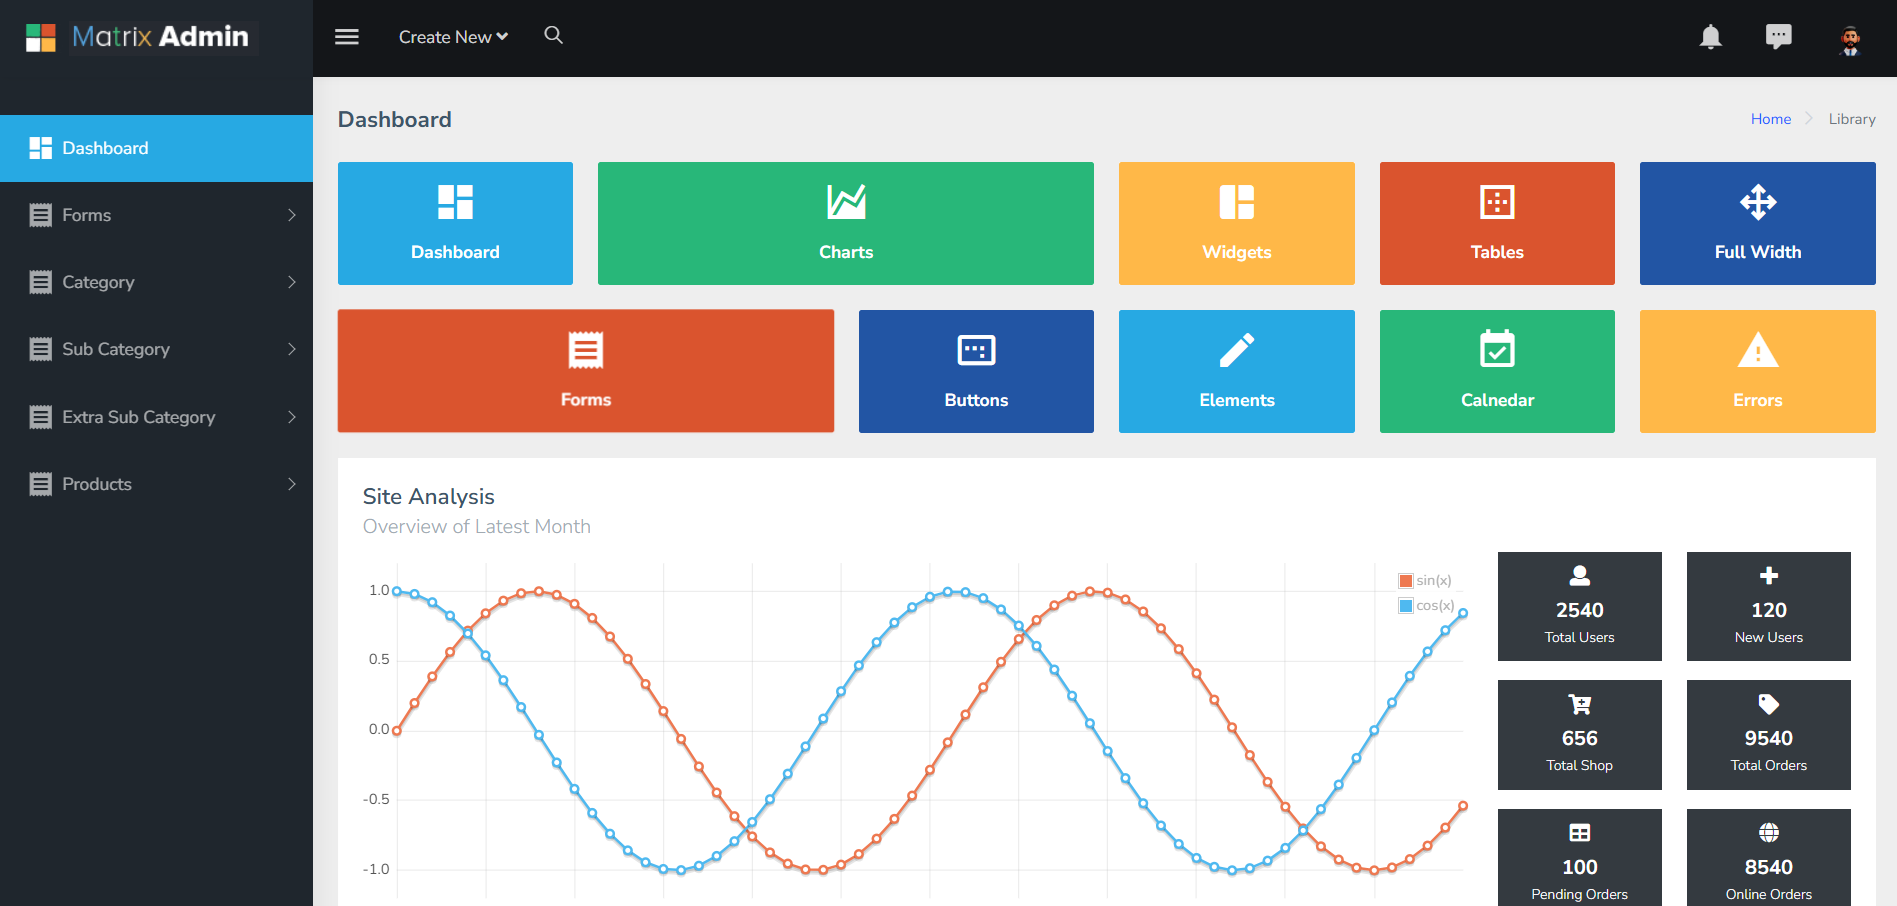 Matrix Admin
Create New
Dashboard
Forms
Category
Sub Category
Extra Sub Category
Products
Dashboard
Home
Library
Dashboard
Charts
Widgets
Tables
Full Width
Forms
Buttons
Elements
Calnedar
Errors
Site Analysis
Overview of Latest Month
1.0
0.5
0.0
-0.5
-1.0
sin(x)
cos(x)
2540
Total Users
120
New Users
656
Total Shop
9540
Total Orders
100
Pending Orders
8540
Online Orders